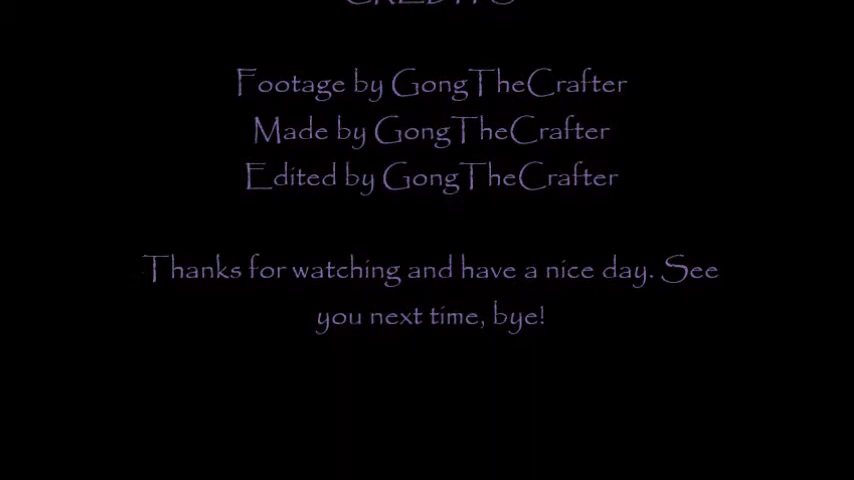 CREDITS
Footage by GongTheCrafter
Made by GongTheCrafter
Edited by GongTheCrafter
Thanks for watching and have a nice day. See
you next time, bye!